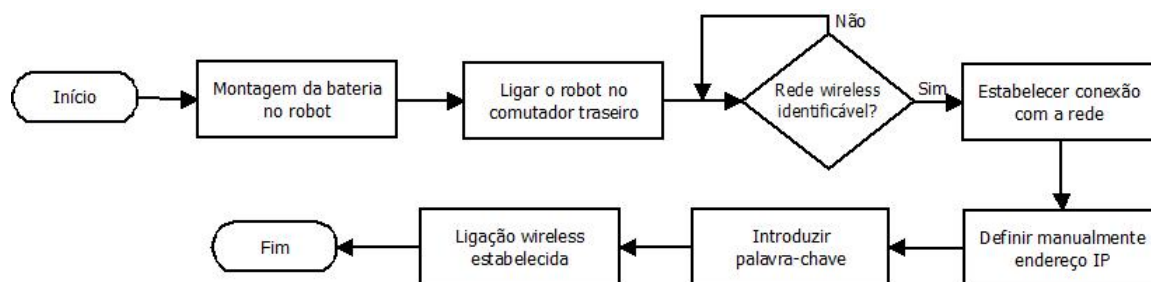 Início
Montagem da bateria
no robot
Ligar o robot no
comutador traseiro
Não
Rede wireless
identificável?
Sim
Estabelecer conexão
com a rede
Definir manualmente
endereço IP
Introduzir
palavra-chave
Ligação wireless
estabelecida
Fim